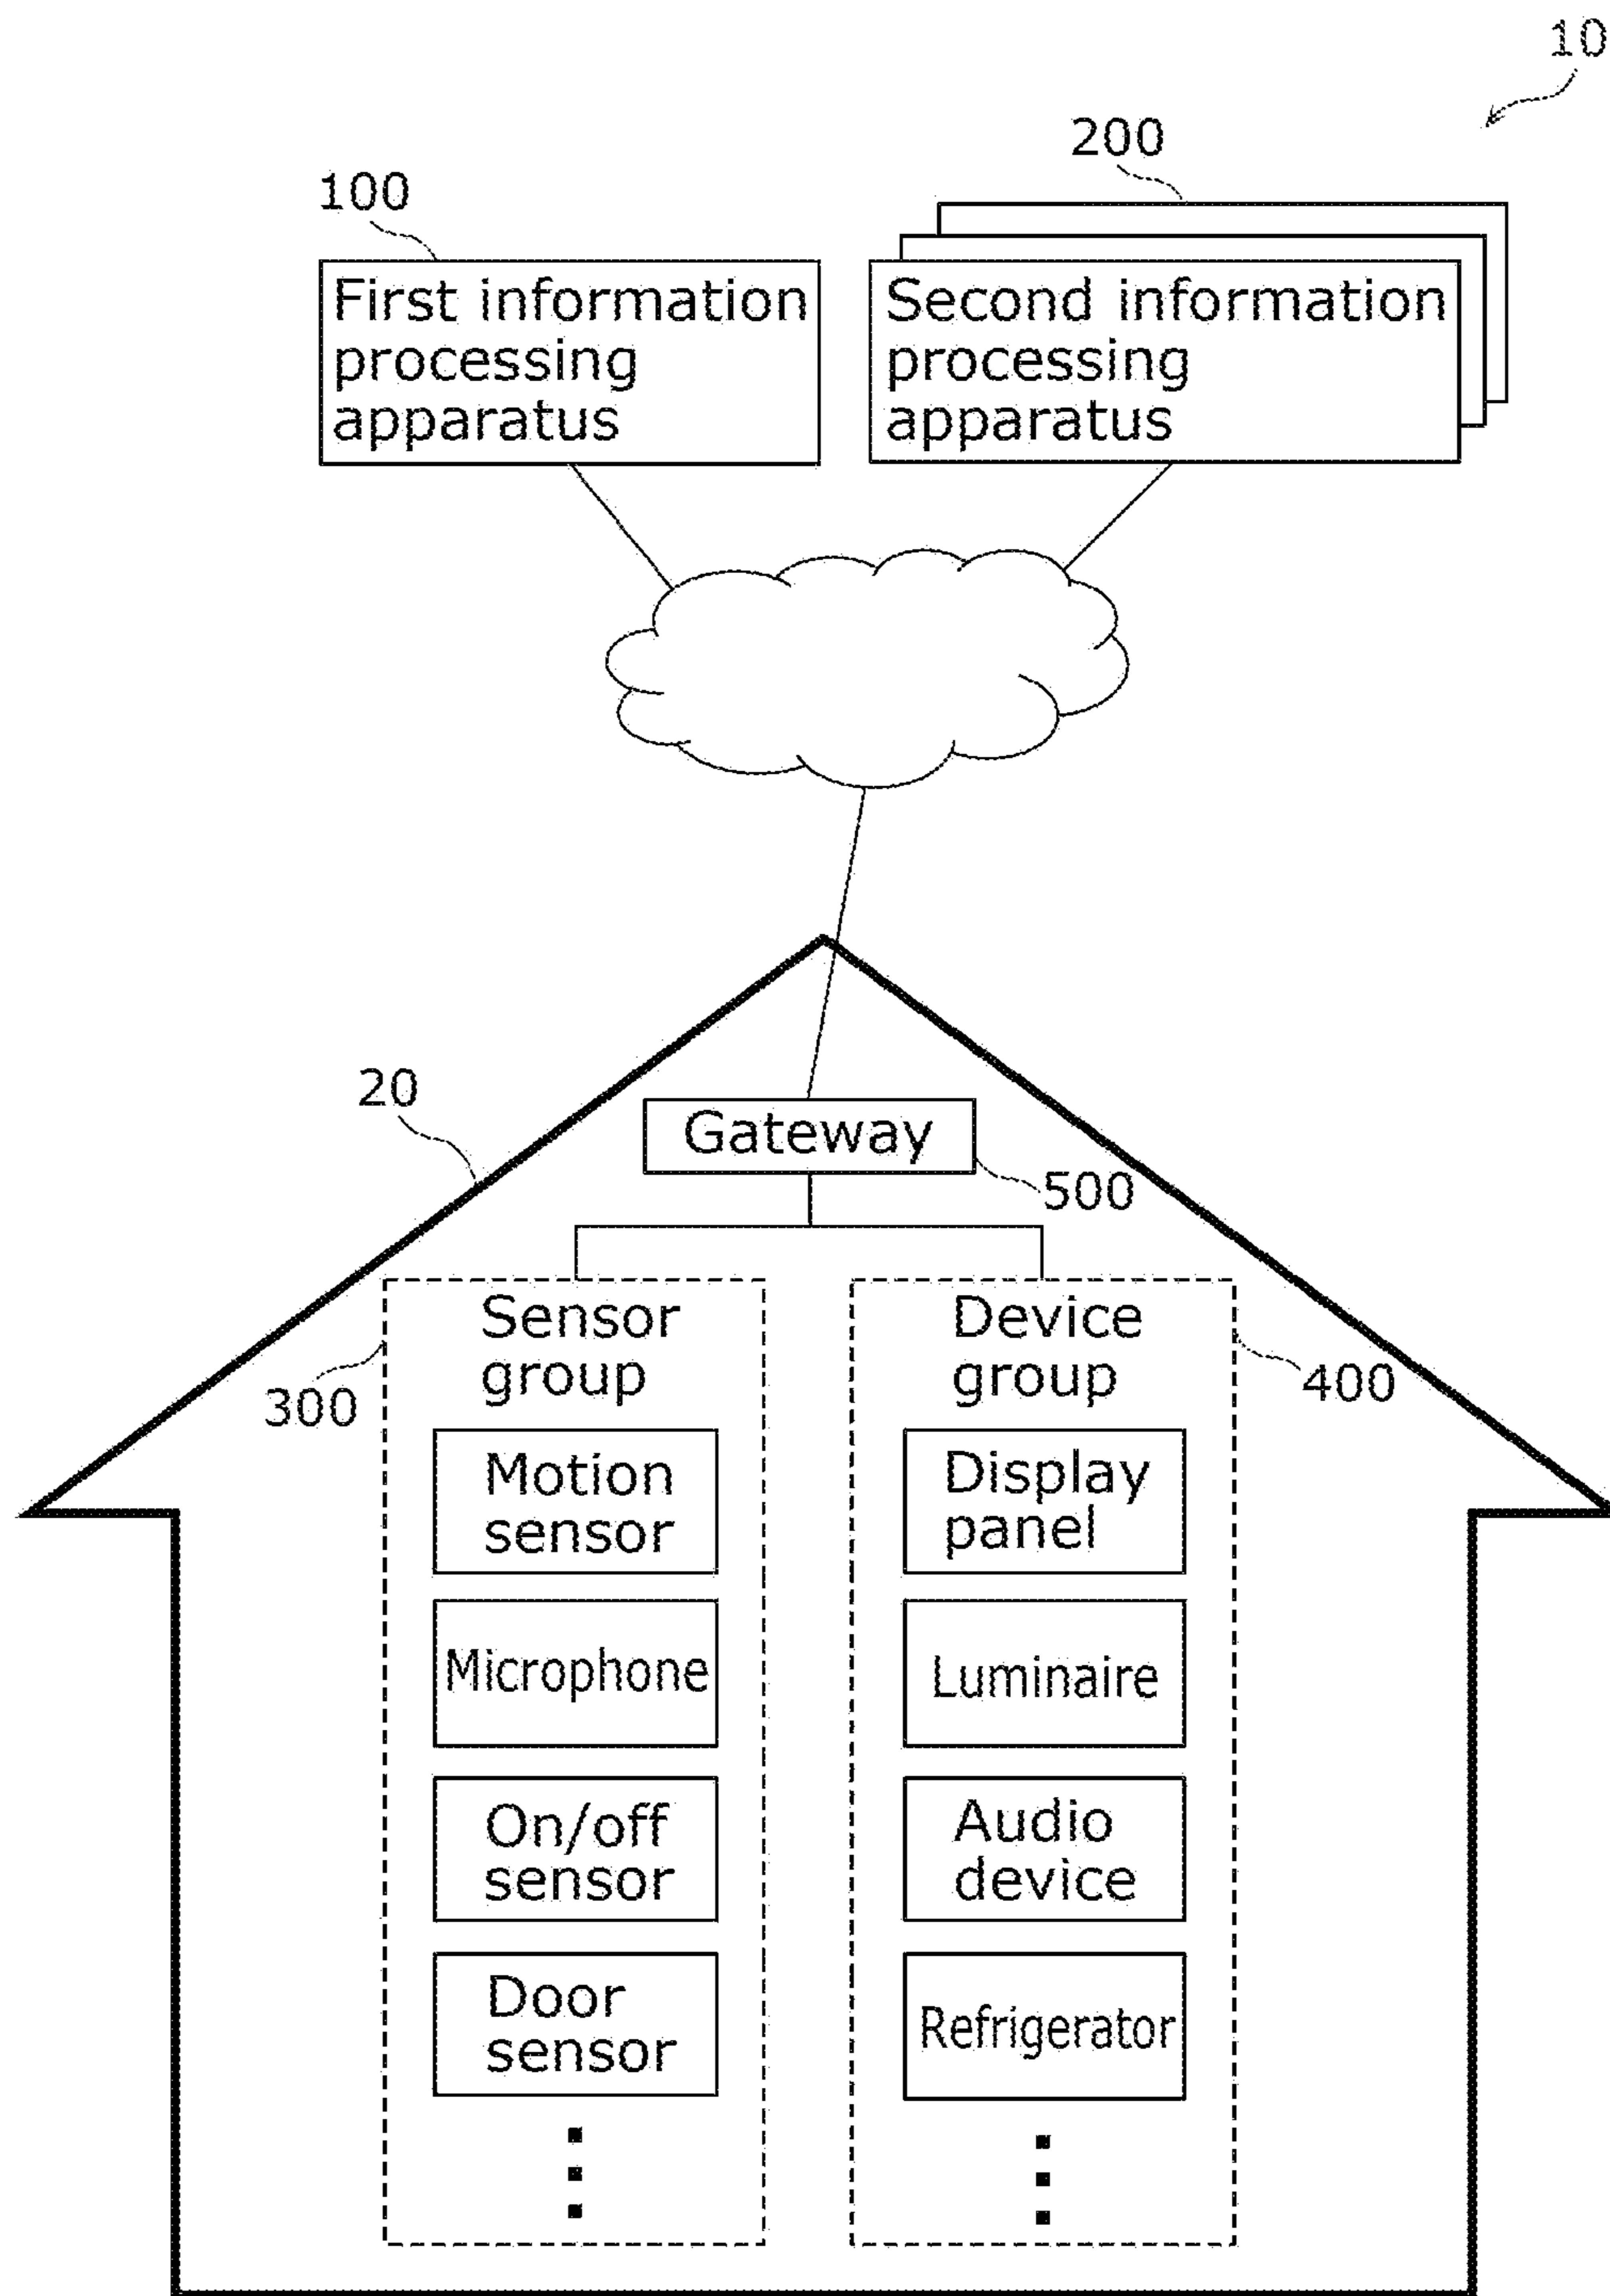 10
200
100
First information
processing
apparatus
Second information
processing
apparatus
20
Gateway
500
Sensor
group
300
Motion
sensor
Microphone
On/off
sensor
Door
sensor
Device
group
400
Display
panel
Luminaire
Audio
device
Refrigerator